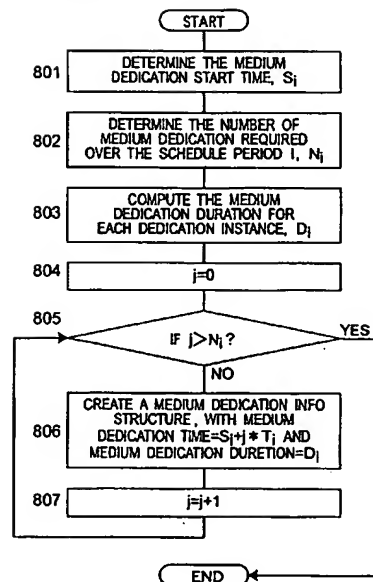 START
801
DETERMINE THE MEDIUM
DEDICATION START TIME, Si
802
DETERMINE THE NUMBER OF
MEDIUM DEDICATION REQUIRED
OVER THE SCHEDULE PERIOD I, Ni
803
COMPUTE THE MEDIUM
DEDICATION DURATION FOR
EACH DEDICATION INSTANCE, Di
804
j=0
805
IF j>Ni?
YES
NO
806
CREATE A MEDIUM DEDICATION INFO
STRUCTURE, WITH MEDIUM
DEDICATION TIME=Si+j*Ti AND
MEDIUM DEDICATION DURETION=Di
807
j=j+1
END